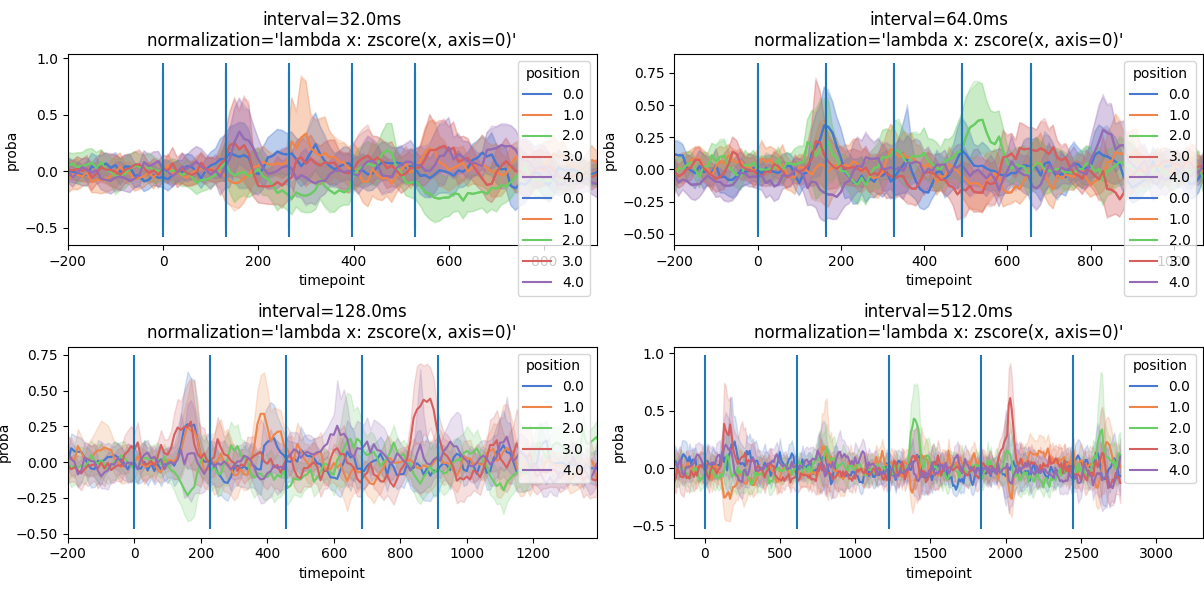 interval=32.0ms
normalization='lambda x: zscore(x, axis=0)'
1.0
0.5
0.0
−0.5
proba
−200 0 200 400 600 800
timepoint
position
0.0
1.0
2.0
3.0
4.0
0.0
1.0
2.0
3.0
4.0
interval=64.0ms
normalization='lambda x: zscore(x, axis=0)'
0.75
0.50
0.25
0.00
−0.25
−0.50
proba
−200 0 200 400 600 800 1000
timepoint
position
0.0
1.0
2.0
3.0
4.0
0.0
1.0
2.0
3.0
4.0
interval=128.0ms
normalization='lambda x: zscore(x, axis=0)'
0.75
0.50
0.25
0.00
−0.25
−0.50
proba
−200 0 200 400 600 800 1000 1200
timepoint
position
0.0
1.0
2.0
3.0
4.0
interval=512.0ms
normalization='lambda x: zscore(x, axis=0)'
1.0
0.5
0.0
−0.5
proba
0 500 1000 1500 2000 2500 3000
timepoint
position
0.0
1.0
2.0
3.0
4.0